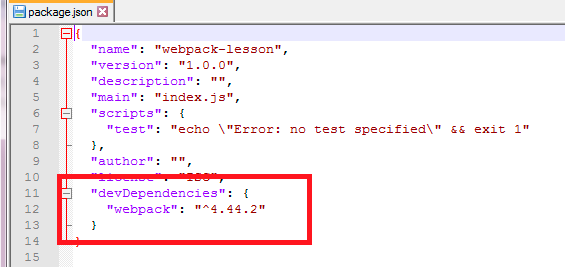 package.json
1 {
2 "name": "webpack-lesson",
3 "version": "1.0.0",
4 "description": "",
5 "main": "index.js",
6 "scripts": {
7 "test": "echo \"Error: no test specified\" && exit 1"
8 },
9 "author": "",
10 "license": "ISC",
11 "devDependencies": {
12 "webpack": "^4.44.2"
13 }
14 }
15